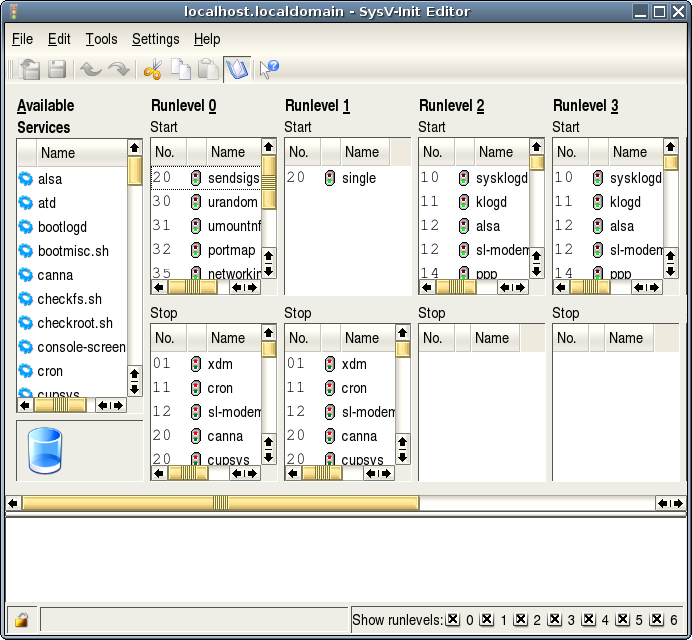 localhost.localdomain - SysV-Init Editor
File Edit Tools Settings Help
Available Services
Name
alsa
atd
bootlogd
bootmisc.sh
canna
checkfs.sh
checkroot.sh
console-screen
cron
cupsys
Runlevel 0
Start
No. Name
20 sendsigs
30 urandom
31 umountnf
32 portmap
35 networkin
Stop
No. Name
01 xdm
11 cron
12 sl-modem
20 canna
20 cupsys
Runlevel 1
Start
No. Name
20 single
Stop
No. Name
01 xdm
11 cron
12 sl-modem
20 canna
20 cupsys
Runlevel 2
Start
No. Name
10 sysklogd
11 klogd
12 alsa
12 sl-modem
14 ppp
Stop
No. Name
Runlevel 3
Start
No. Name
10 sysklogd
11 klogd
12 alsa
12 sl-modem
14 ppp
Stop
No. Name
Show runlevels: 0 1 2 3 4 5 6